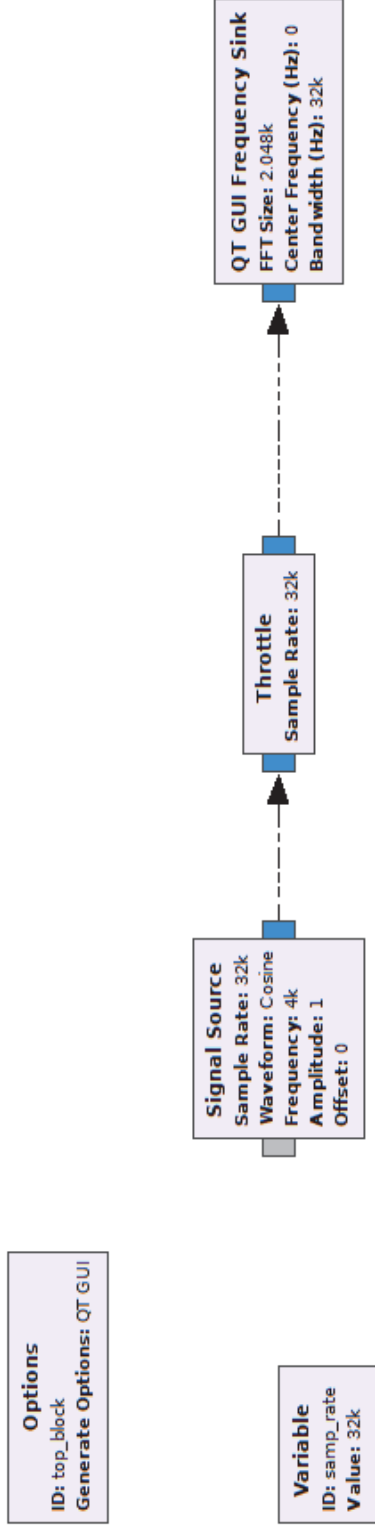 Options
ID: top_block
Generate Options: QT GUI
Variable
ID: samp_rate
Value: 32k
Signal Source
Sample Rate: 32k
Waveform: Cosine
Frequency: 4k
Amplitude: 1
Offset: 0
Throttle
Sample Rate: 32k
QT GUI Frequency Sink
FFT Size: 2.048k
Center Frequency (Hz): 0
Bandwidth (Hz): 32k